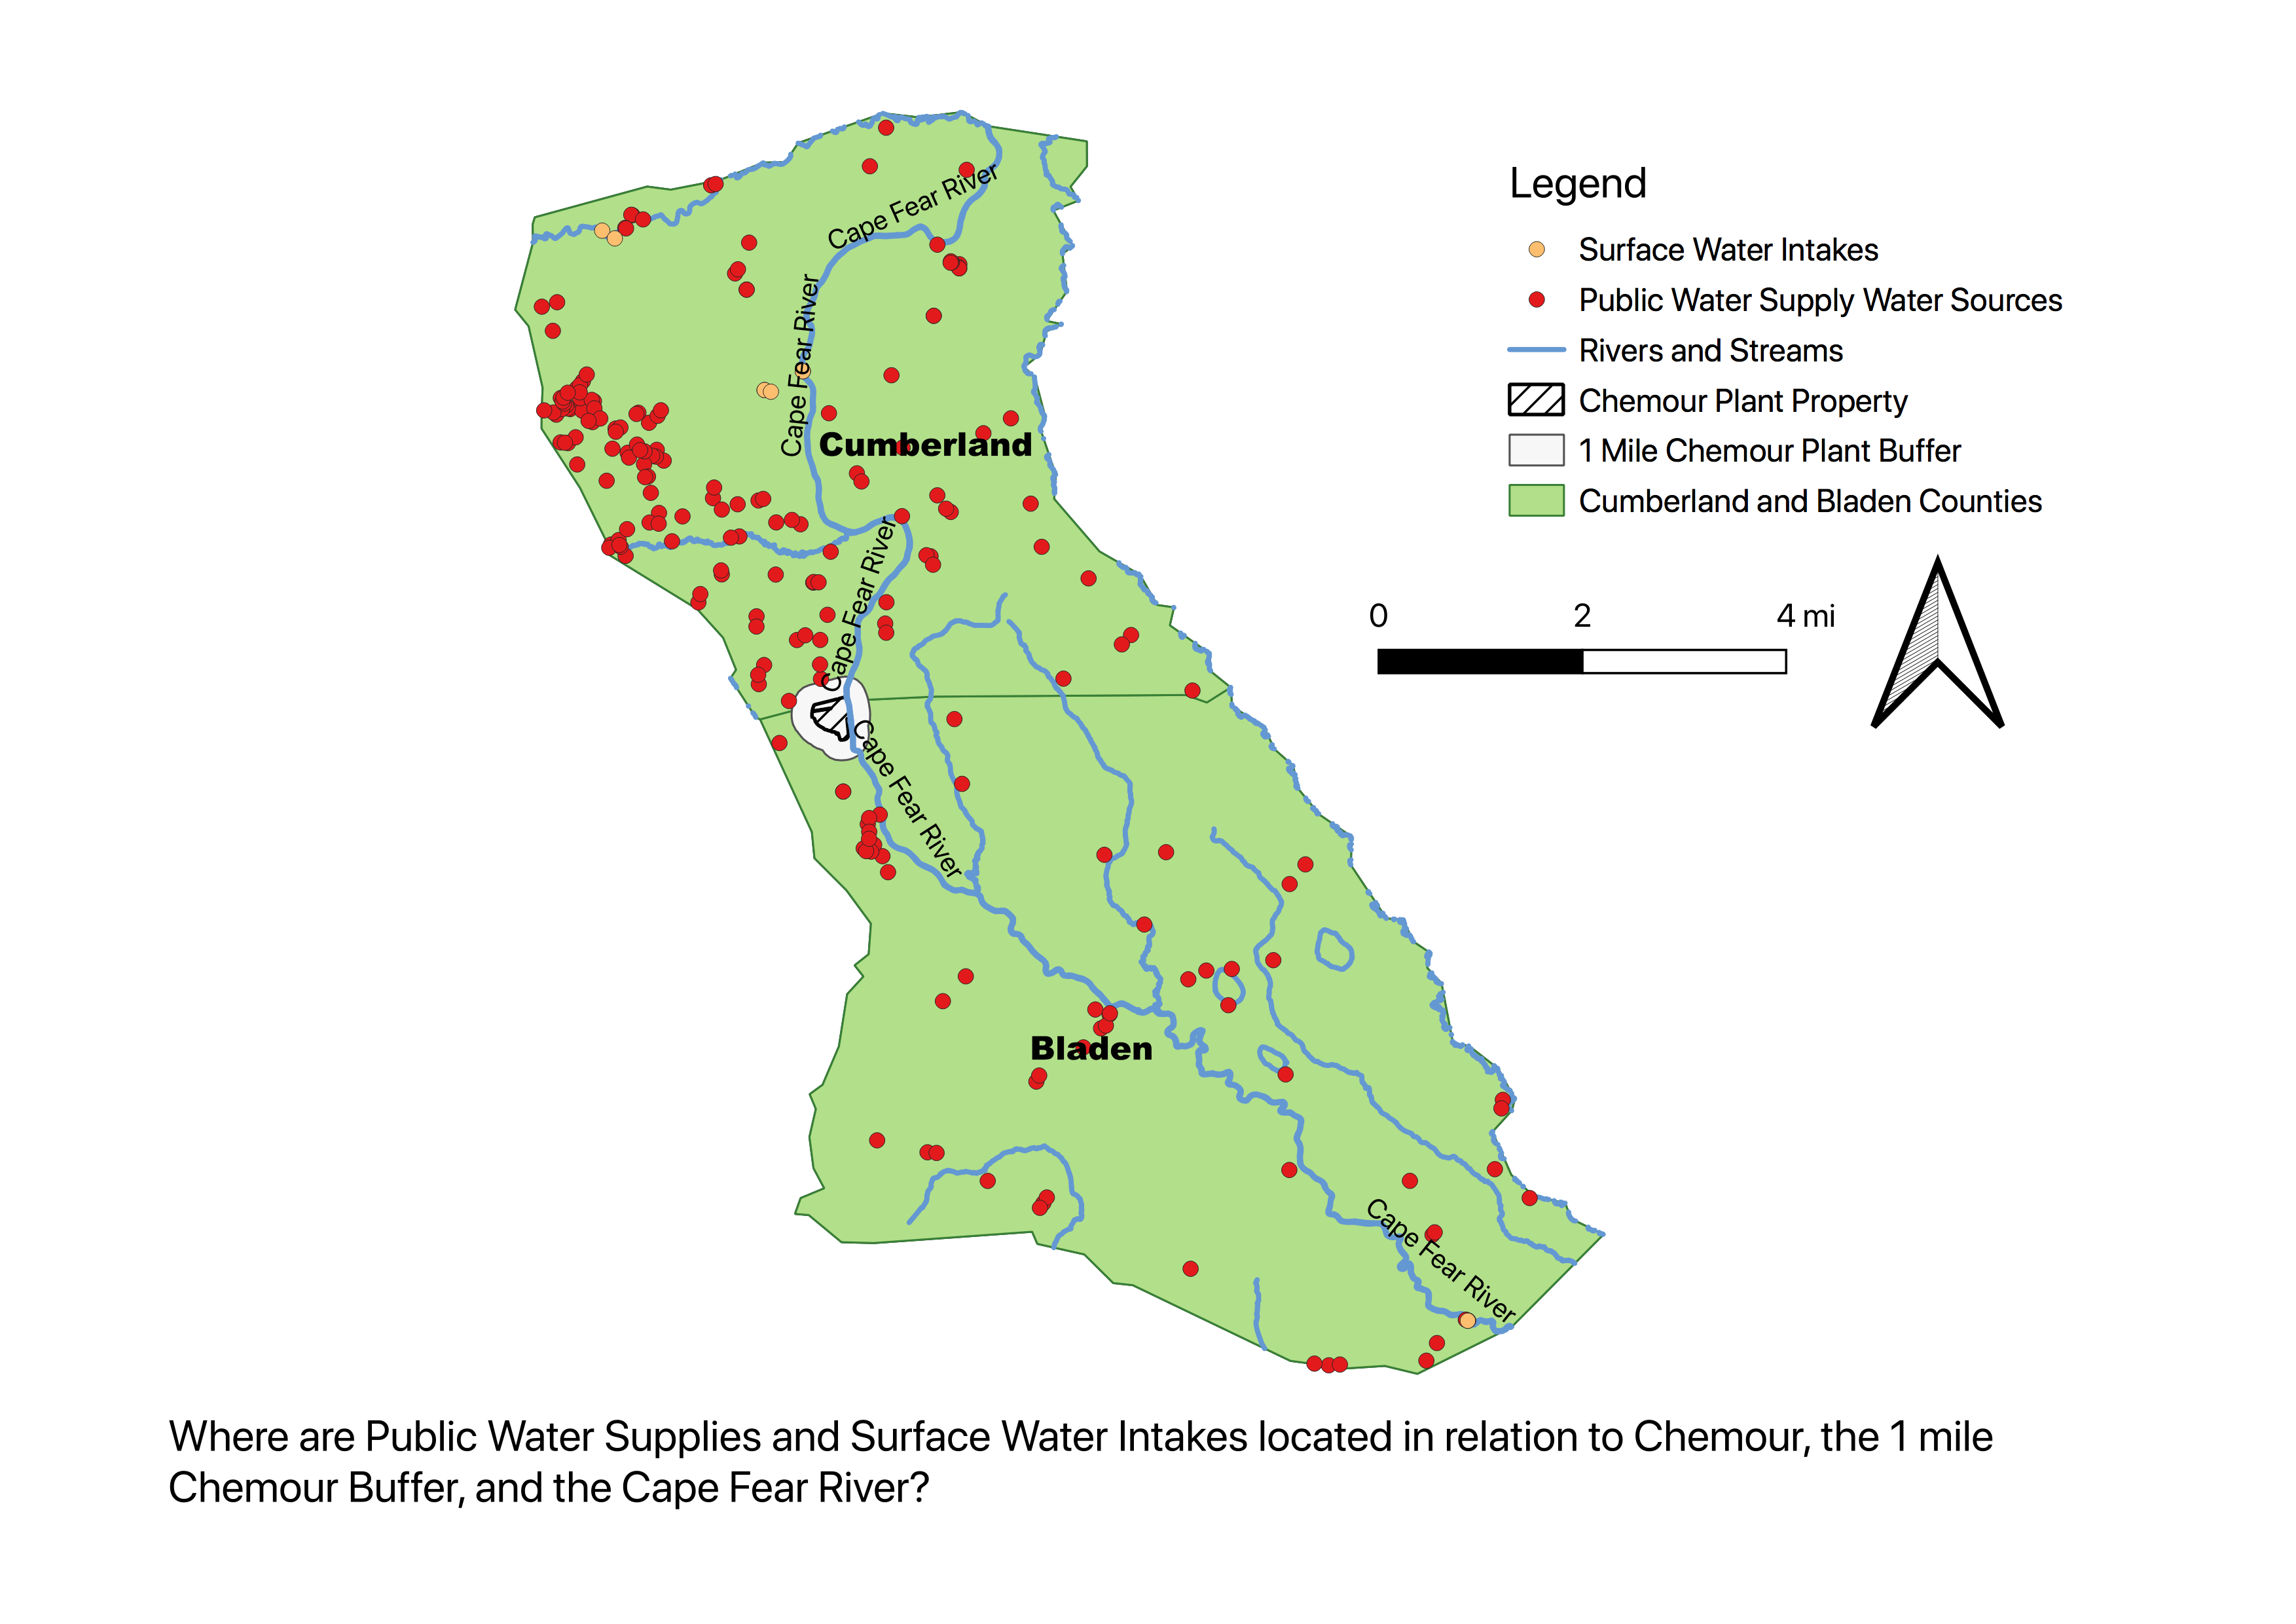 Legend
Surface Water Intakes
Public Water Supply Water Sources
Rivers and Streams
Chemour Plant Property
1 Mile Chemour Plant Buffer
Cumberland and Bladen Counties
0 2 4 mi
Cape Fear River
Cape Fear River
Cumberland
Cape Fear River
Cape Fear River
Bladen
Cape Fear River
Where are Public Water Supplies and Surface Water Intakes located in relation to Chemour, the 1 mile
Chemour Buffer, and the Cape Fear River?